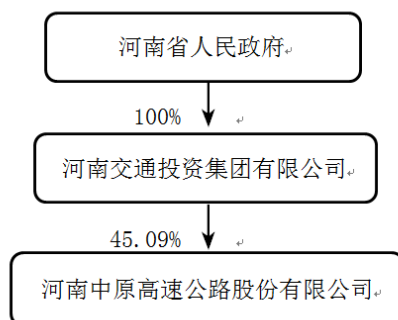 河南省人民政府
100%
河南交通投资集团有限公司
45.09%
河南中原高速公路股份有限公司